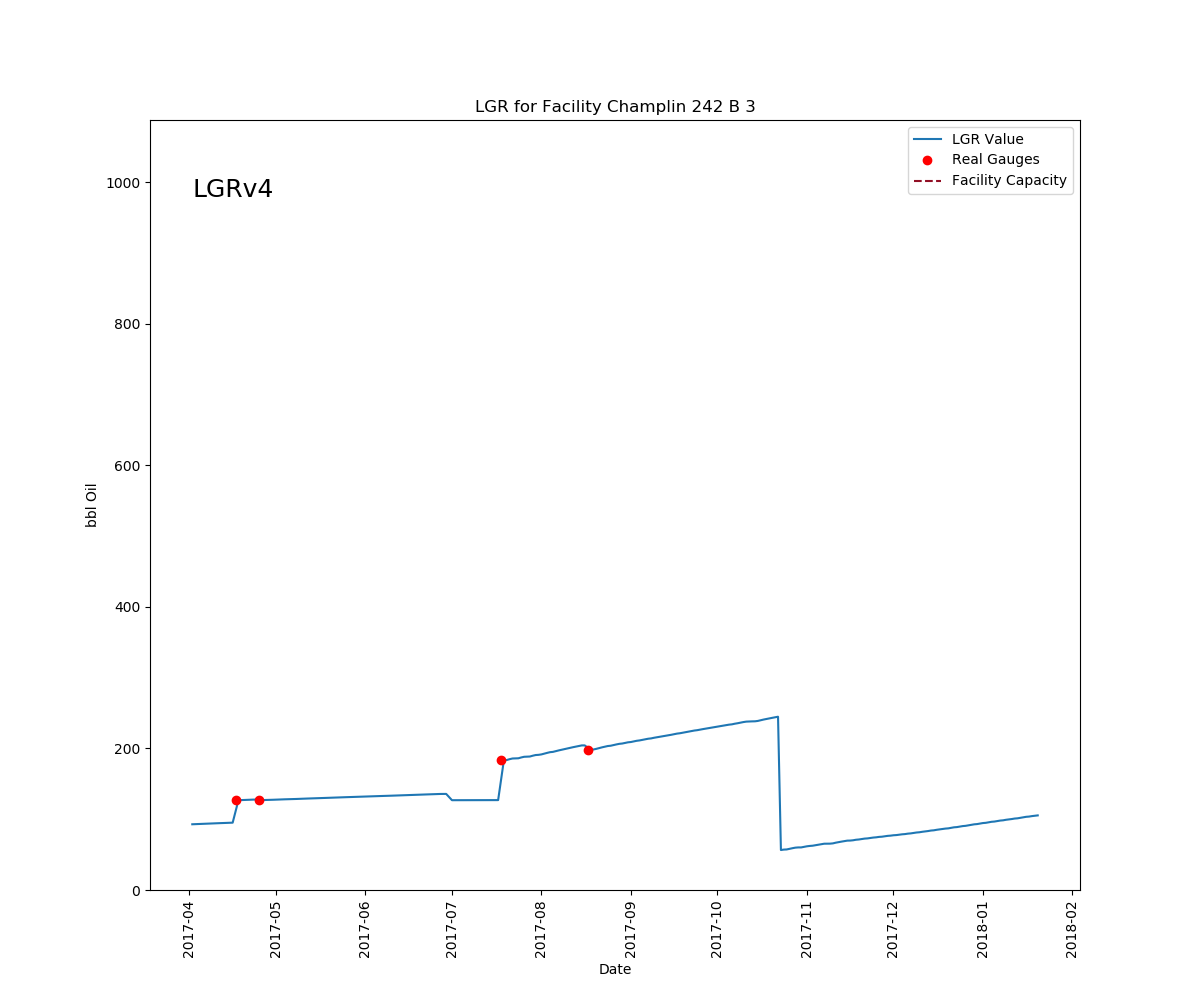 LGR for Facility Champlin 242 B 3
LGR Value
Real Gauges
Facility Capacity
LGRv4
1000
800
600
400
200
0
bbl Oil
2017-04
2017-05
2017-06
2017-07
2017-08
2017-09
2017-10
2017-11
2017-12
2018-01
2018-02
Date